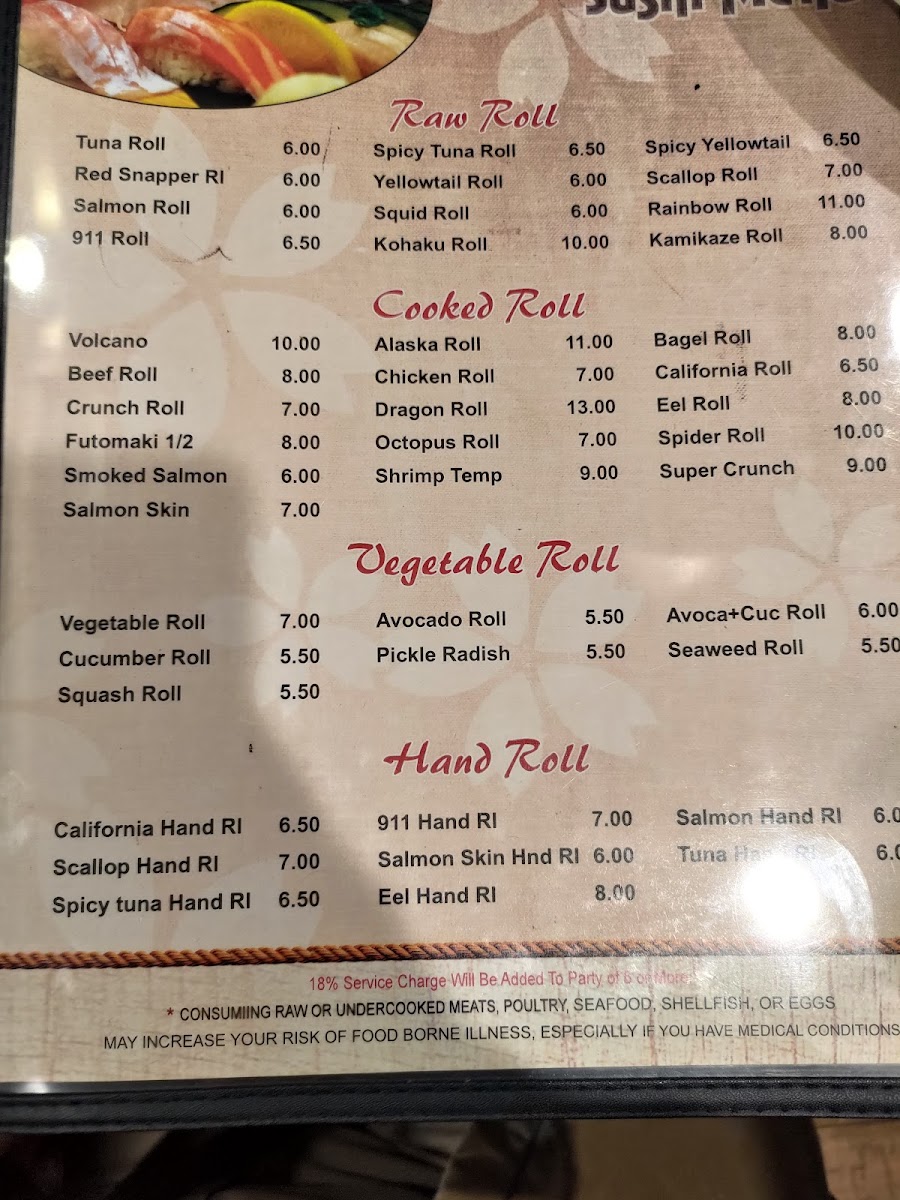 Raw Roll
Tuna Roll 6.00 Spicy Tuna Roll 6.50 Spicy Yellowtail 6.50
Red Snapper Rl 6.00 Yellowtail Roll 6.00 Scallop Roll 7.00
Salmon Roll 6.00 Squid Roll 6.00 Rainbow Roll 11.00
911 Roll 6.50 Kohaku Roll 10.00 Kamikaze Roll 8.00
Cooked Roll
Volcano 10.00 Alaska Roll 11.00 Bagel Roll 8.00
Beef Roll 8.00 Chicken Roll 7.00 California Roll 6.50
Crunch Roll 7.00 Dragon Roll 13.00 Eel Roll 8.00
Futomaki 1/2 8.00 Octopus Roll 7.00 Spider Roll 10.00
Smoked Salmon 6.00 Shrimp Temp 9.00 Super Crunch 9.00
Salmon Skin 7.00
Vegetable Roll
Vegetable Roll 7.00 Avocado Roll 5.50 Avoca+Cuc Roll 6.00
Cucumber Roll 5.50 Pickle Radish 5.50 Seaweed Roll 5.50
Squash Roll 5.50
Hand Roll
California Hand Rl 6.50 911 Hand Rl 7.00 Salmon Hand Rl 6.0
Scallop Hand Rl 7.00 Salmon Skin Hnd Rl 6.00 Tuna 6.0
Spicy tuna Hand Rl 6.50 Eel Hand Rl 8.00
18% Service Charge Will Be Added To Party of 6 or More
* CONSUMIING RAW OR UNDERCOOKED MEATS, POULTRY, SEAFOOD, SHELLFISH, OR EGGS
MAY INCREASE YOUR RISK OF FOOD BORNE ILLNESS, ESPECIALLY IF YOU HAVE MEDICAL CONDITIONS